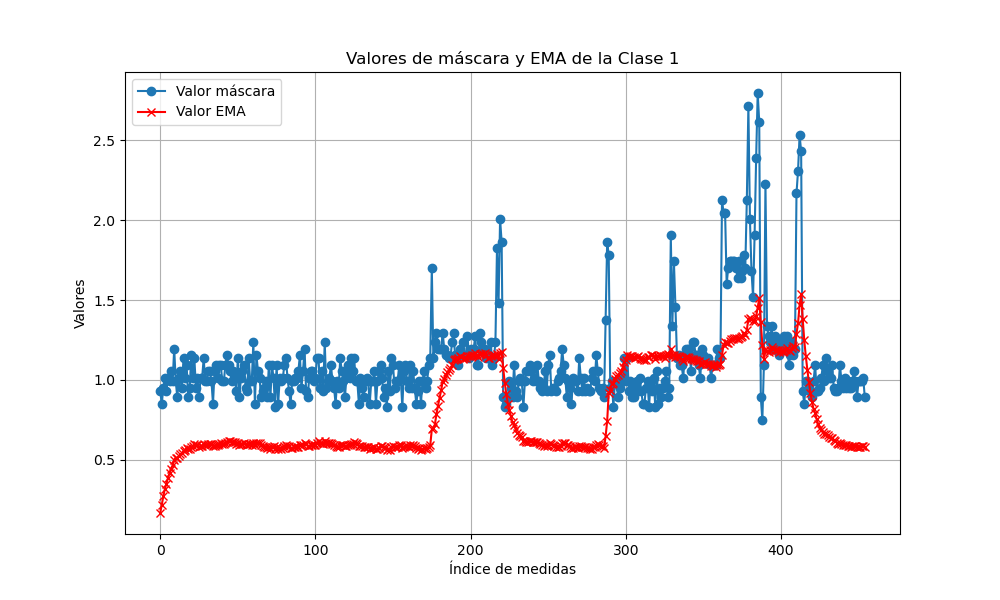 Valores de máscara y EMA de la Clase 1
Valor máscara
Valor EMA
2.5
2.0
1.5
1.0
0.5
Valores
0 100 200 300 400
Índice de medidas